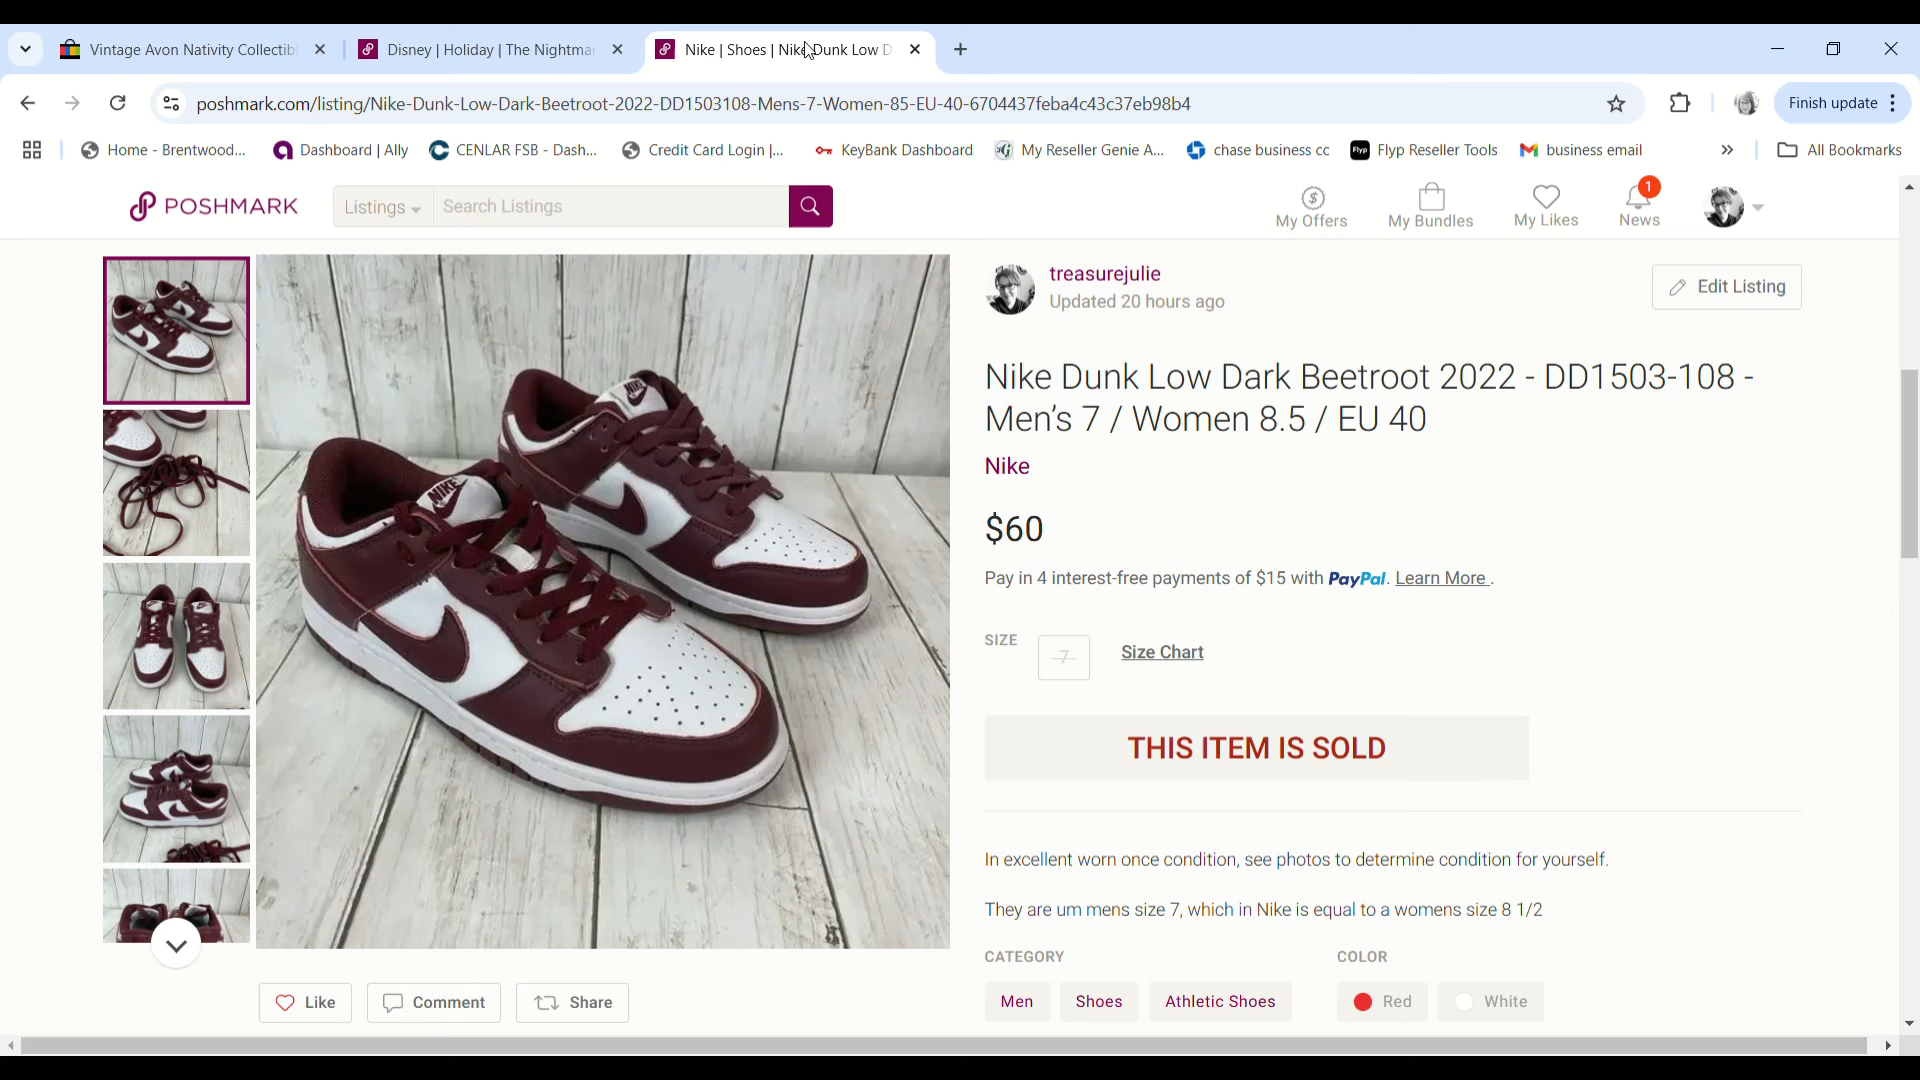 Vintage Avon Nativity Collectib
Disney | Holiday | The Nightmar
Nike | Shoes | Nike Dunk Low D
poshmark.com/listing/Nike-Dunk-Low-Dark-Beetroot-2022-DD1503108-Mens-7-Women-85-EU-40-6704437feba4c43c37eb98b4
Finish update
Home - Brentwood...
Dashboard | Ally
CENLAR FSB - Dash...
Credit Card Login |...
KeyBank Dashboard
My Reseller Genie A...
chase business cc
Flyp
Flyp Reseller Tools
business email
»
All Bookmarks
POSHMARK
Listings
Search Listings
My Offers
My Bundles
My Likes
1
News
treasurejulie
Updated 20 hours ago
Edit Listing
Nike Dunk Low Dark Beetroot 2022 - DD1503-108 -
Men's 7 / Women 8.5 / EU 40
Nike
$60
Pay in 4 interest-free payments of $15 with PayPal. Learn More .
SIZE
7
Size Chart
THIS ITEM IS SOLD
In excellent worn once condition, see photos to determine condition for yourself.
They are um mens size 7, which in Nike is equal to a womens size 8 1/2
CATEGORY
COLOR
Men
Shoes
Athletic Shoes
Red
White
NIKE
NIKE
Like
Comment
Share